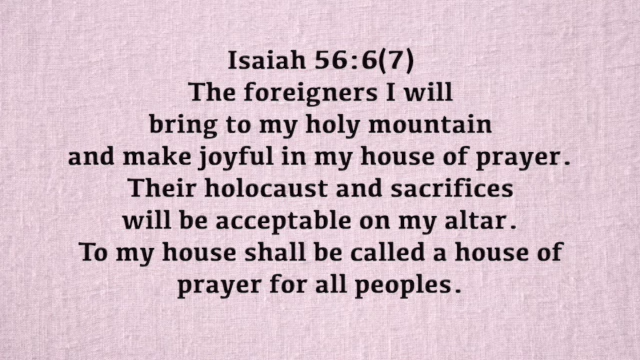 Isaiah 56:6(7)
The foreigners I will
bring to my holy mountain
and make joyful in my house of prayer.
Their holocaust and sacrifices
will be acceptable on my altar.
To my house shall be called a house of
prayer for all peoples.